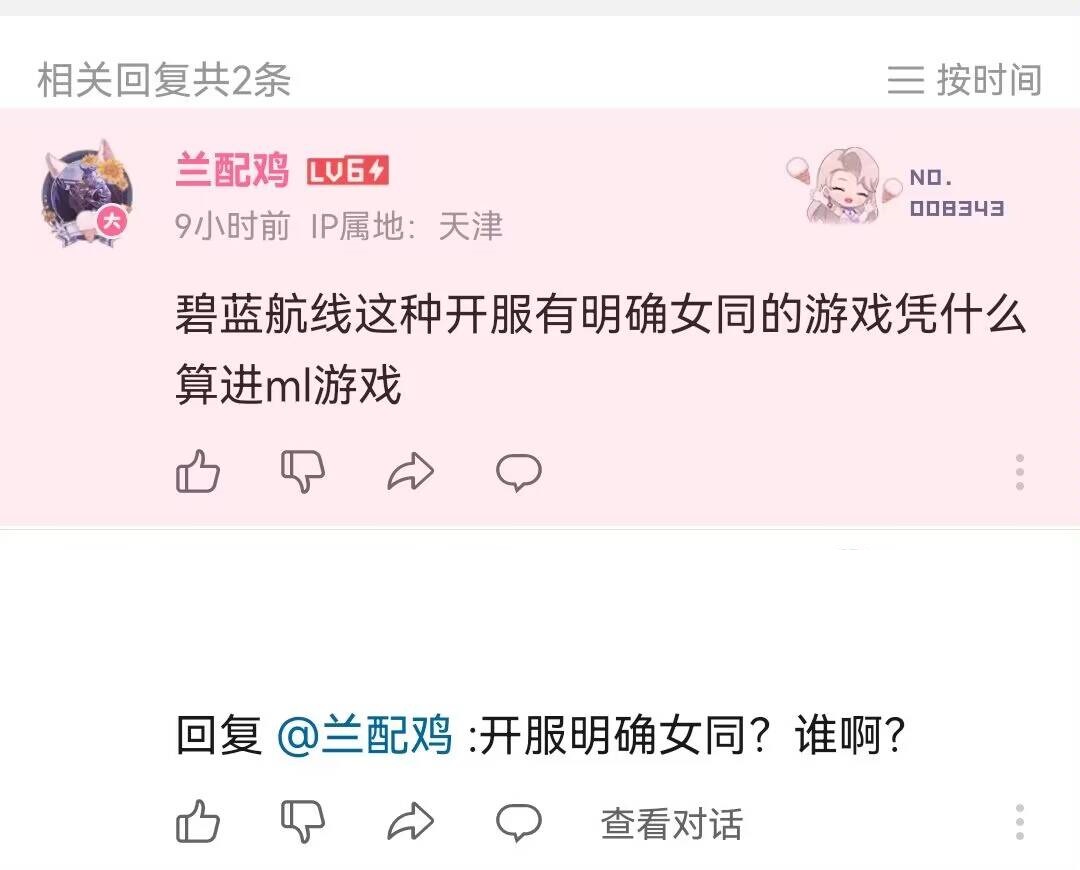 相关回复共2条
按时间
兰配鸡 LV6
NO.
008343
大
9小时前 IP属地：天津
碧蓝航线这种开服有明确女同的游戏凭什么
算进ml游戏
回复 @兰配鸡 :开服明确女同？谁啊？
查看对话